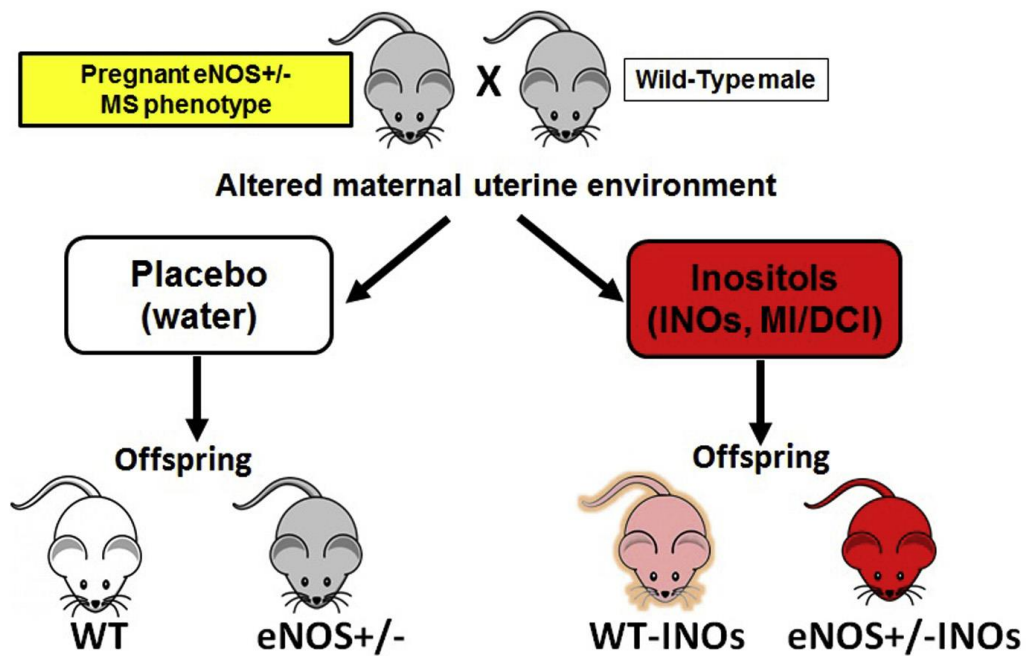 Pregnant eNOS+/-
MS phenotype
X
Wild-Type male
Altered maternal uterine environment
Placebo
(water)
Inositols
(INOs, MI/DCI)
Offspring
Offspring
WT
eNOS+/-
WT-INOs
eNOS+/-INOs